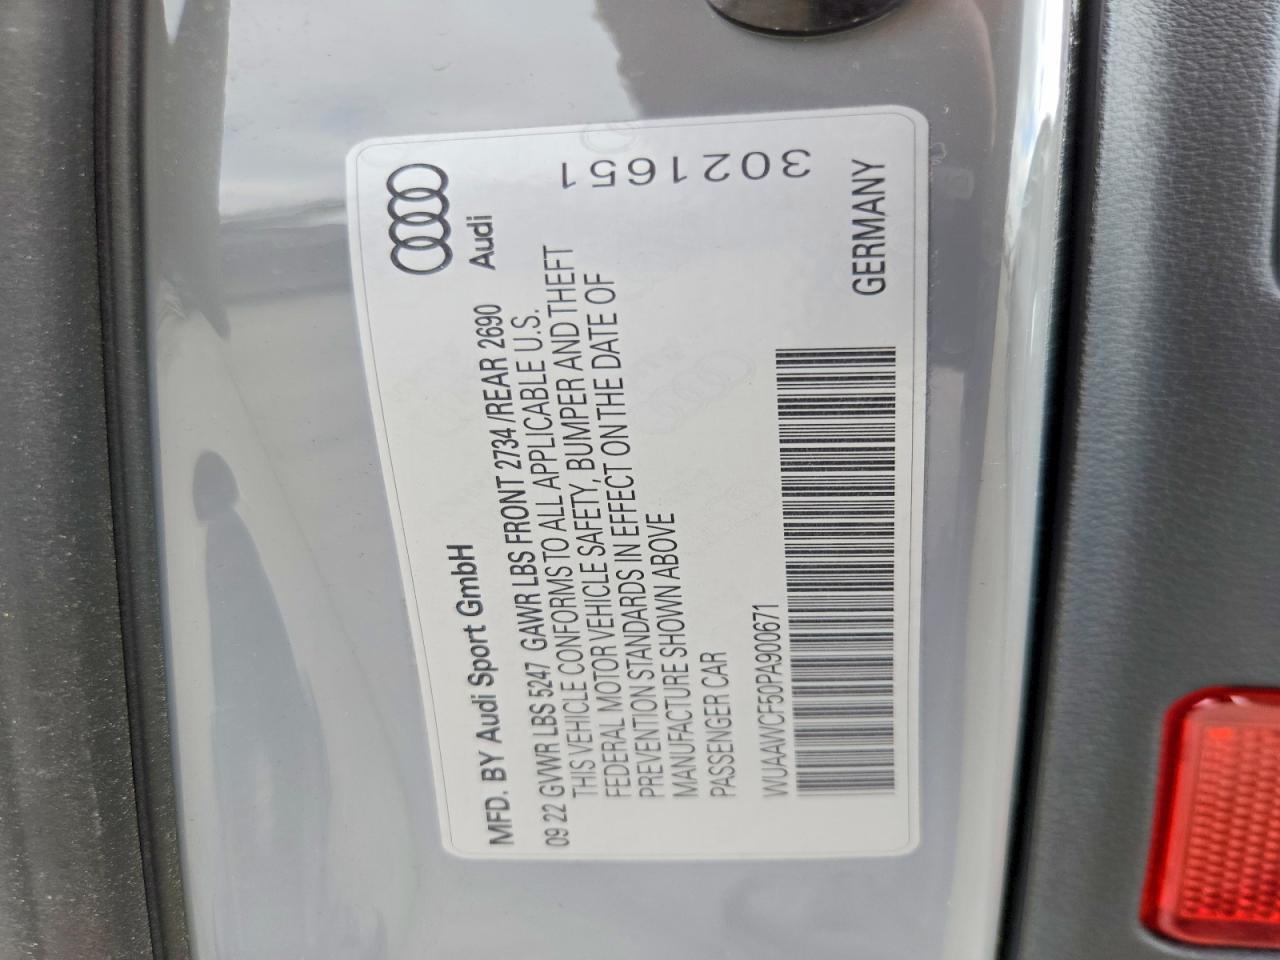 MFD. BY Audi Sport GmbH
Audi
09 22 GVWR LBS 5247 GAWR LBS FRONT 2734 /REAR 2690
THIS VEHICLE CONFORMS TO ALL APPLICABLE U.S.
FEDERAL MOTOR VEHICLE SAFETY, BUMPER AND THEFT
PREVENTION STANDARDS IN EFFECT ON THE DATE OF
MANUFACTURE SHOWN ABOVE
PASSENGER CAR
WUAAWCF50PA900671
GERMANY
3021651